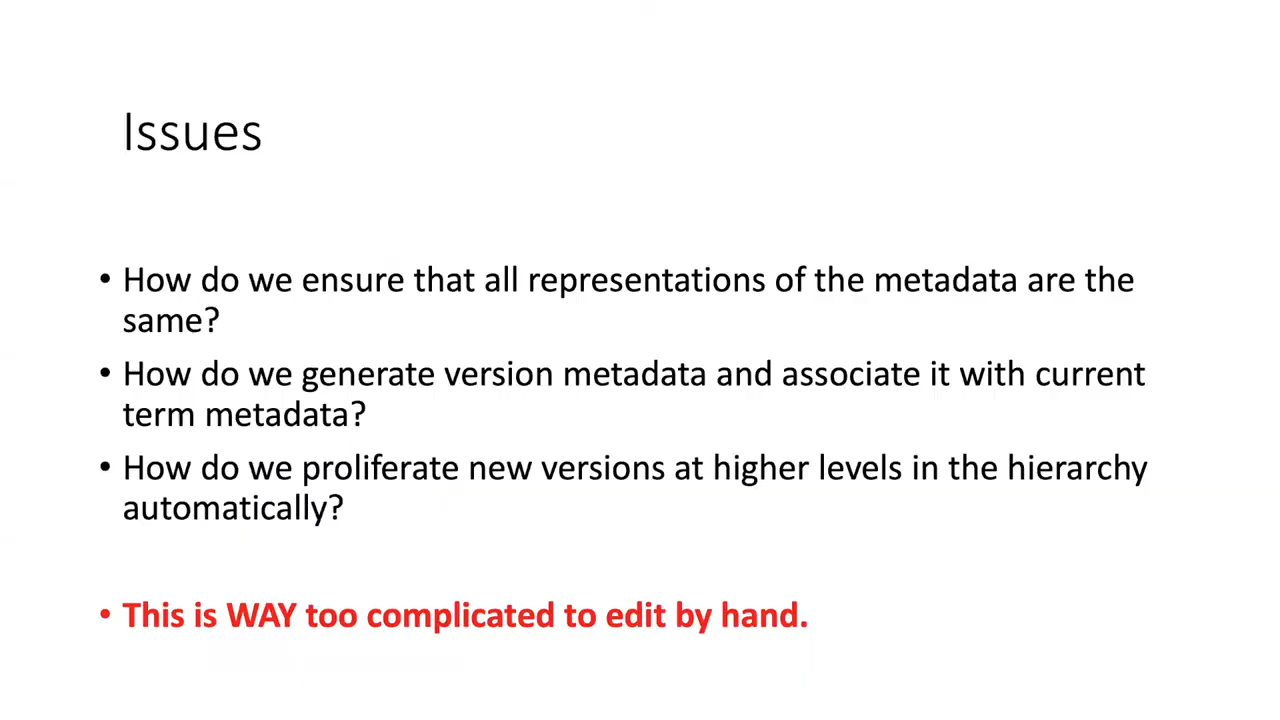 Issues
• How do we ensure that all representations of the metadata are the
same?
• How do we generate version metadata and associate it with current
term metadata?
• How do we proliferate new versions at higher levels in the hierarchy
automatically?
• This is WAY too complicated to edit by hand.